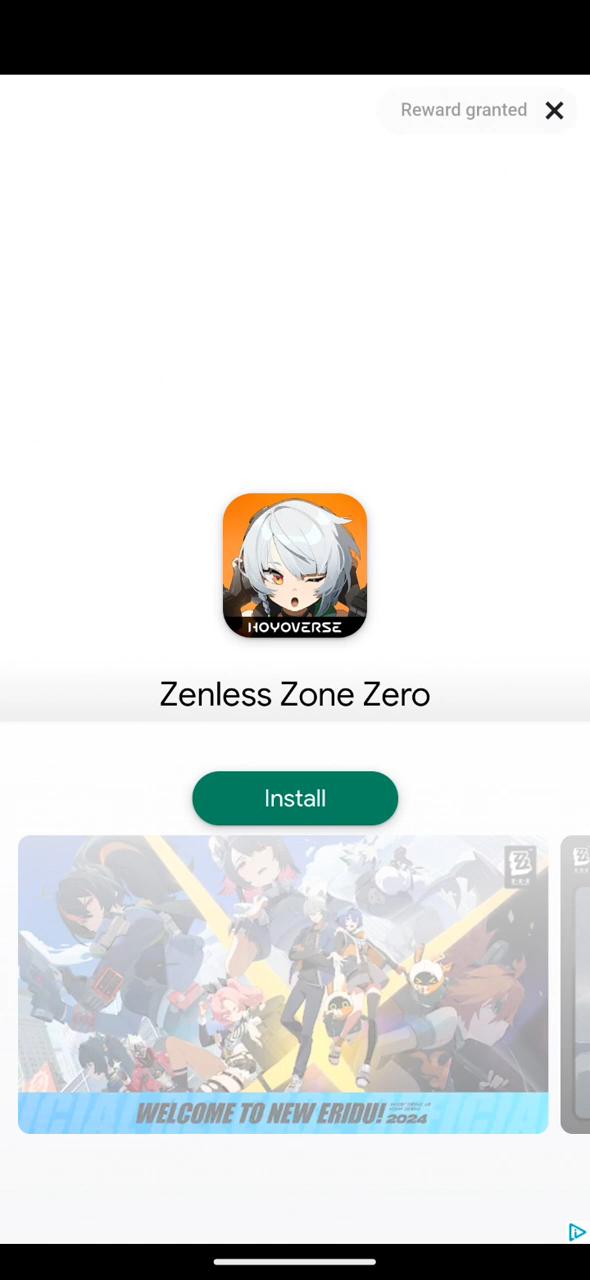 Reward granted
HOYOVERSE
Zenless Zone Zero
Install
WELCOME TO NEW ERIDU!
2024